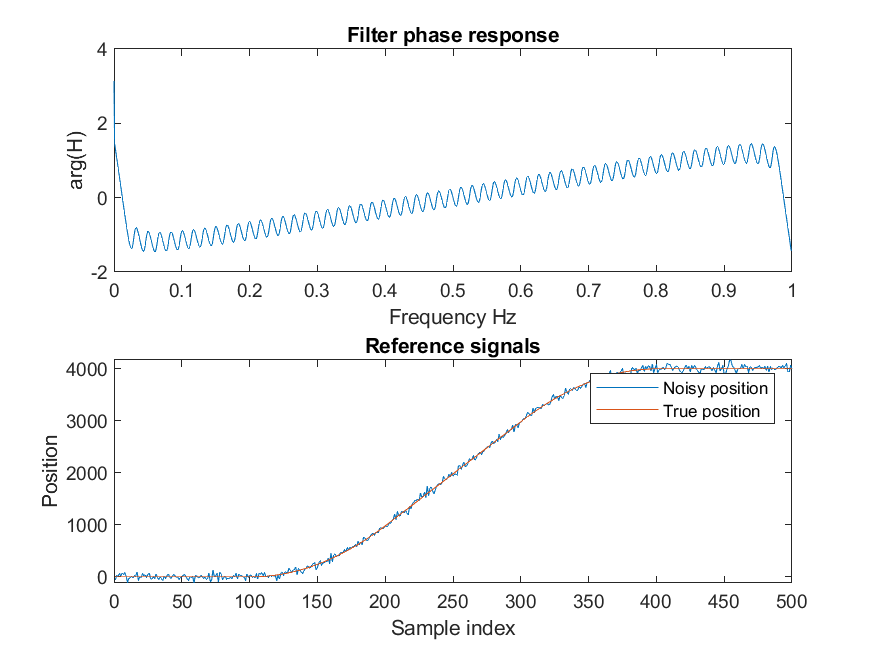 Filter phase response
4
2
0
-2
arg(H)
0 0.1 0.2 0.3 0.4 0.5 0.6 0.7 0.8 0.9 1
Frequency Hz
Reference signals
4000
3000
2000
1000
0
Position
Noisy position
True position
0 50 100 150 200 250 300 350 400 450 500
Sample index